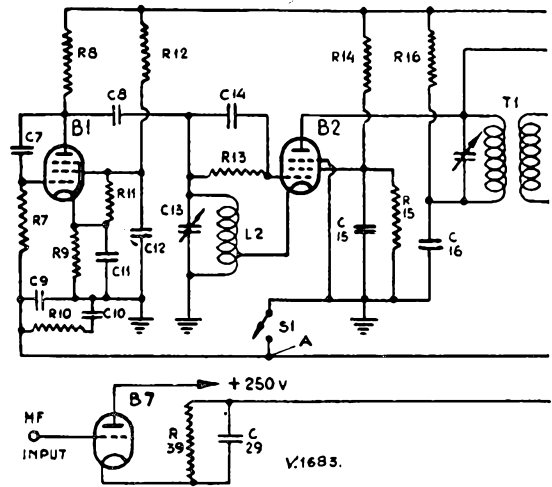 R8
R12
R14
R16
C8
C14
T1
B1
B2
C7
R13
R11
R7
C13
L2
R
15
C
15
C
16
R9
C11
C12
C9
R10
C10
S1
A
B7
+ 250 V
MF
INPUT
R
39
C
29
V.1683.